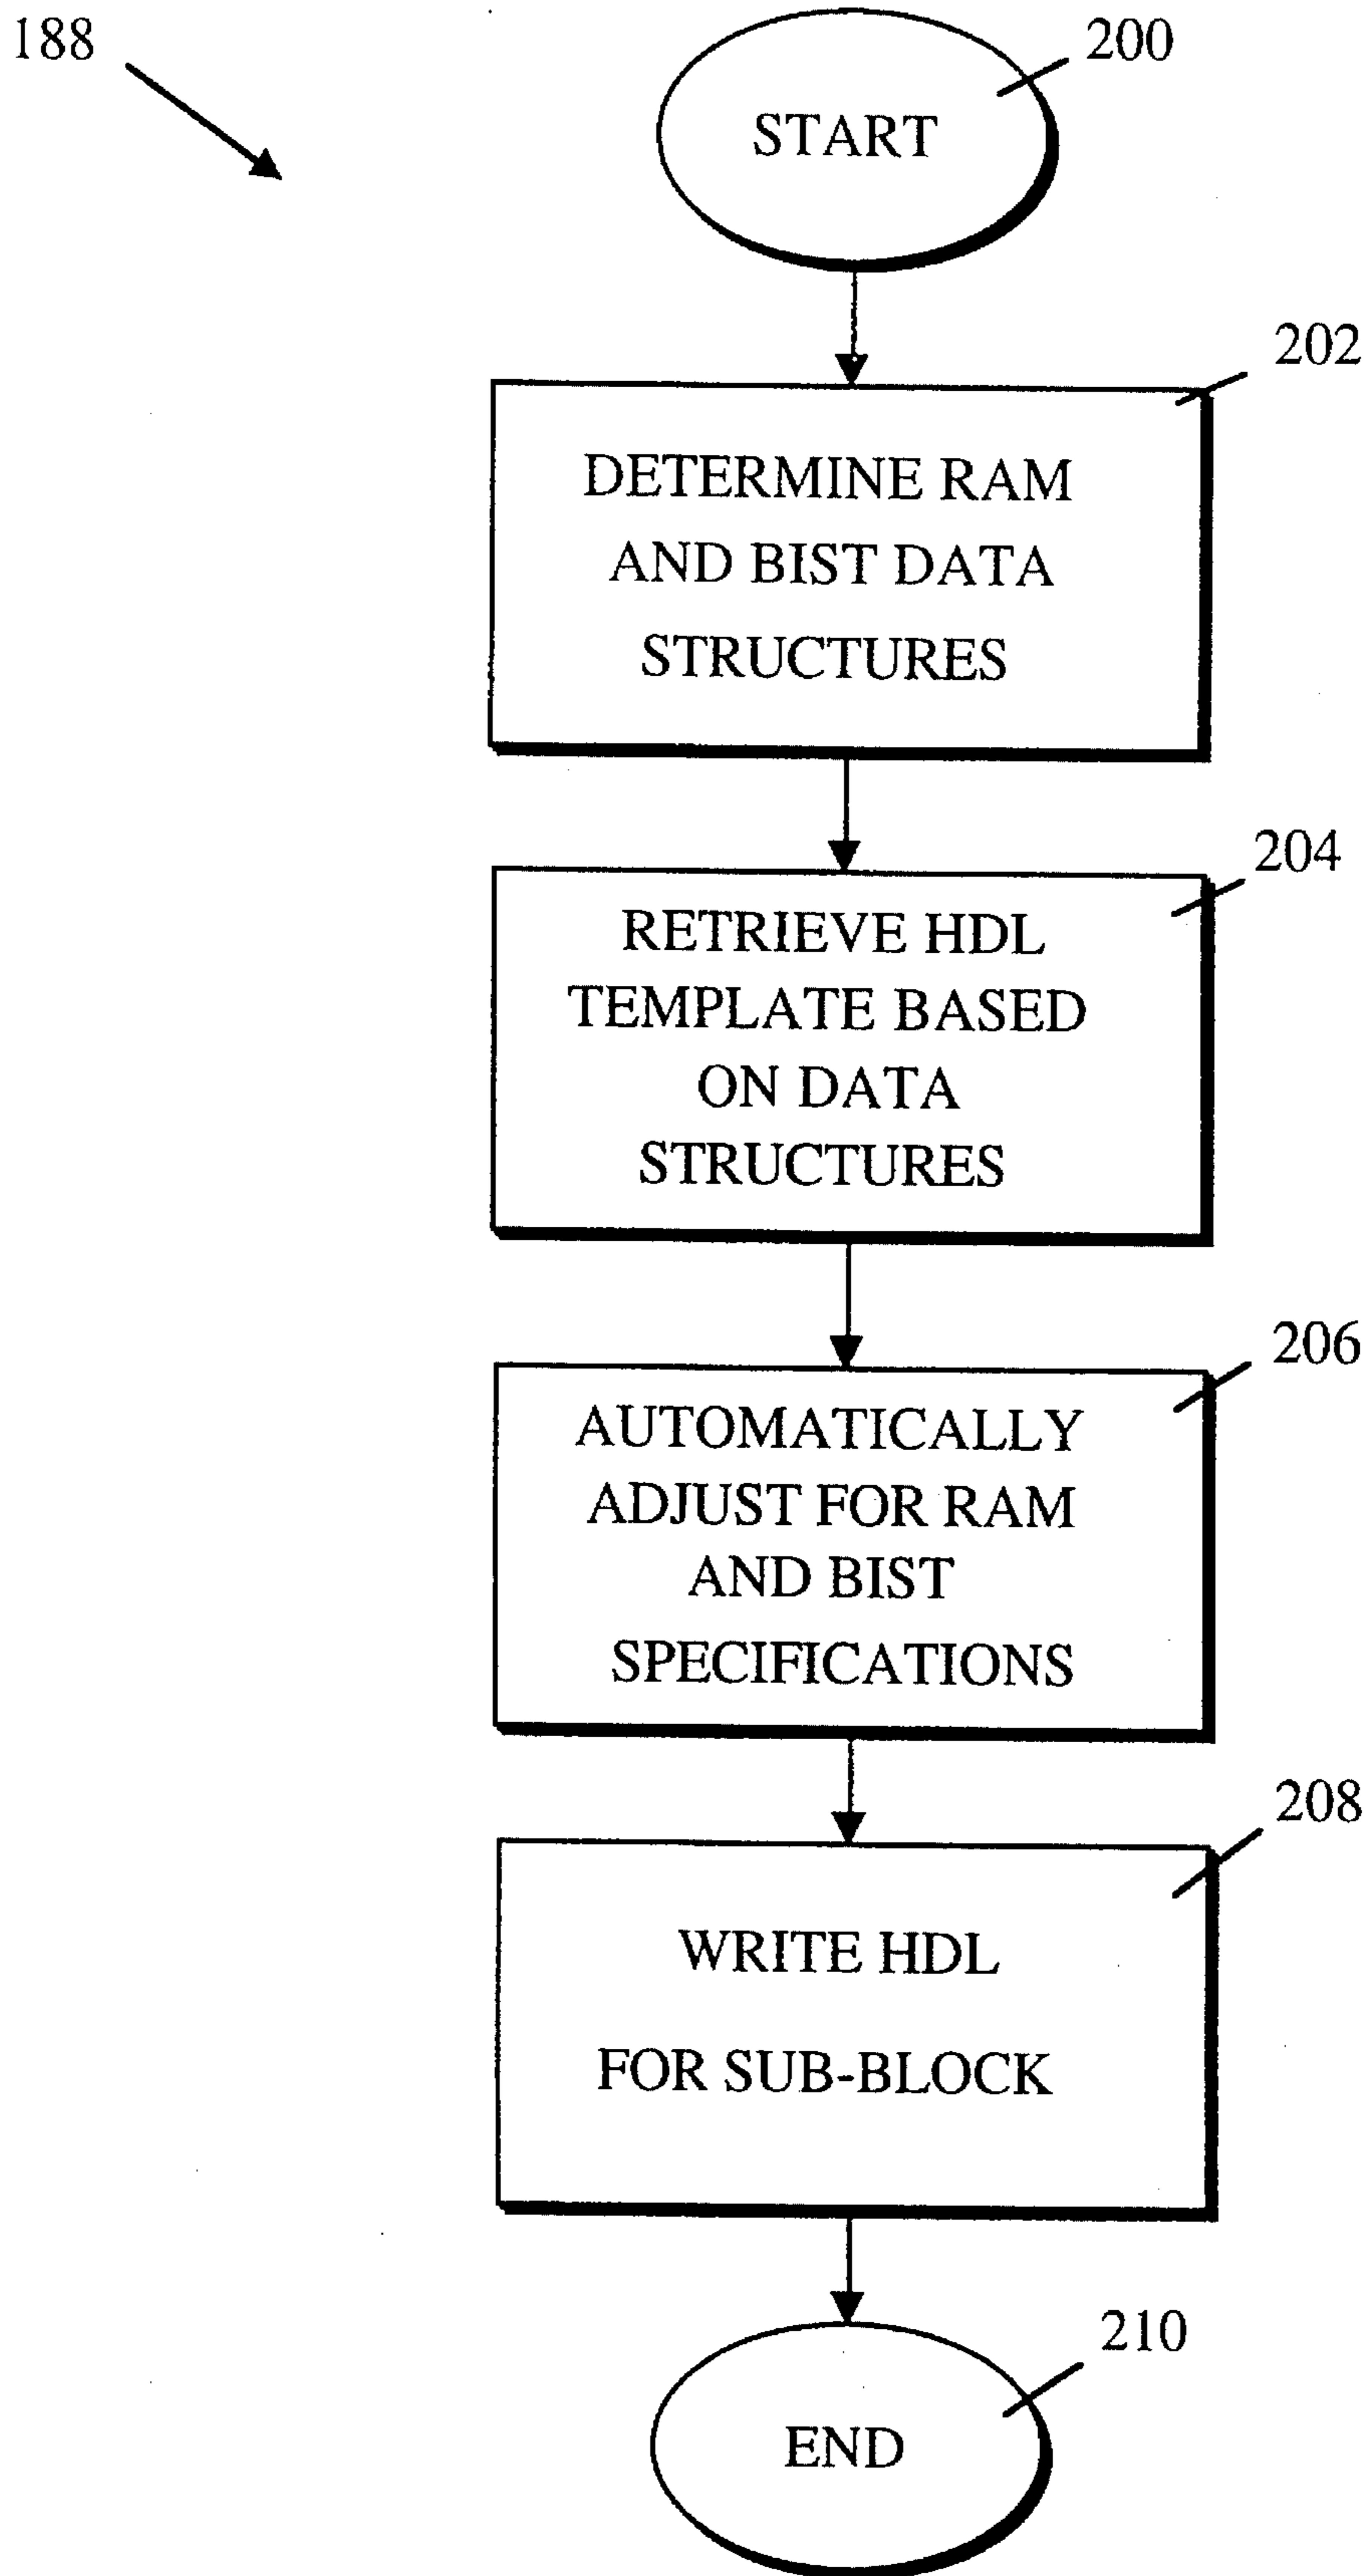 188
200
START
202
DETERMINE RAM
AND BIST DATA
STRUCTURES
204
RETRIEVE HDL
TEMPLATE BASED
ON DATA
STRUCTURES
206
AUTOMATICALLY
ADJUST FOR RAM
AND BIST
SPECIFICATIONS
208
WRITE HDL
FOR SUB-BLOCK
210
END